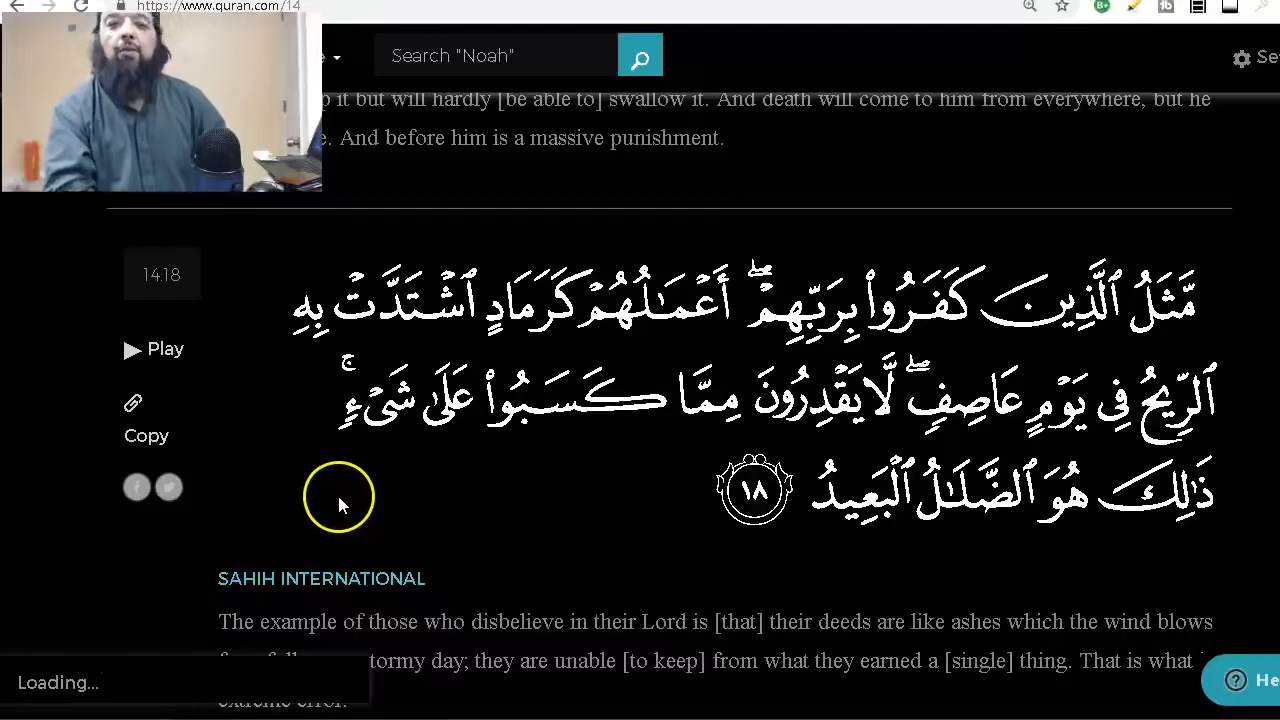 https://www.quran.com/14
Search "Noah"
it but will hardly [be able to] swallow it. And death will come to him from everywhere, but he
And before him is a massive punishment.
14:18
مَّثَلُ ٱلَّذِينَ كَفَرُوا۟ بِرَبِّهِمْ ۖ أَعْمَـٰلُهُمْ كَرَمَادٍ ٱشْتَدَّتْ بِهِ
ٱلرِّيحُ فِى يَوْمٍ عَاصِفٍ ۖ لَّا يَقْدِرُونَ مِمَّا كَسَبُوا۟ عَلَىٰ شَىْءٍ ۚ
ذَٰلِكَ هُوَ ٱلضَّلَـٰلُ ٱلْبَعِيدُ ١٨
Play
Copy
SAHIH INTERNATIONAL
The example of those who disbelieve in their Lord is [that] their deeds are like ashes which the wind blows
day; they are unable [to keep] from what they earned a [single] thing. That is what
extreme error.
Loading...